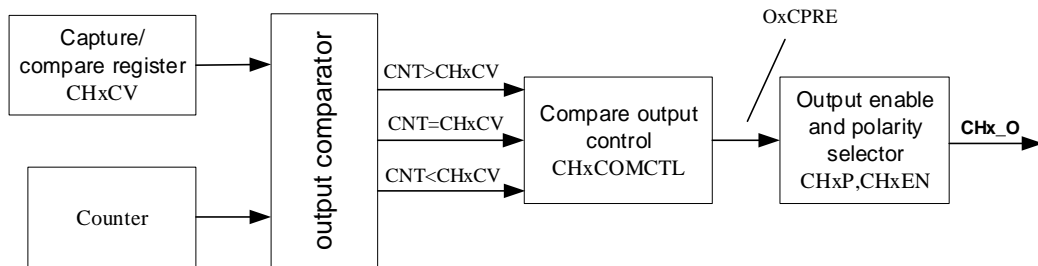 OxCPRE
Capture/
compare register
CHxCV
Counter
output comparator
CNT>CHxCV
CNT=CHxCV
CNT<CHxCV
Compare output
control
CHxCOMCTL
Output enable
and polarity
selector
CHxP,CHxEN
CHx_O